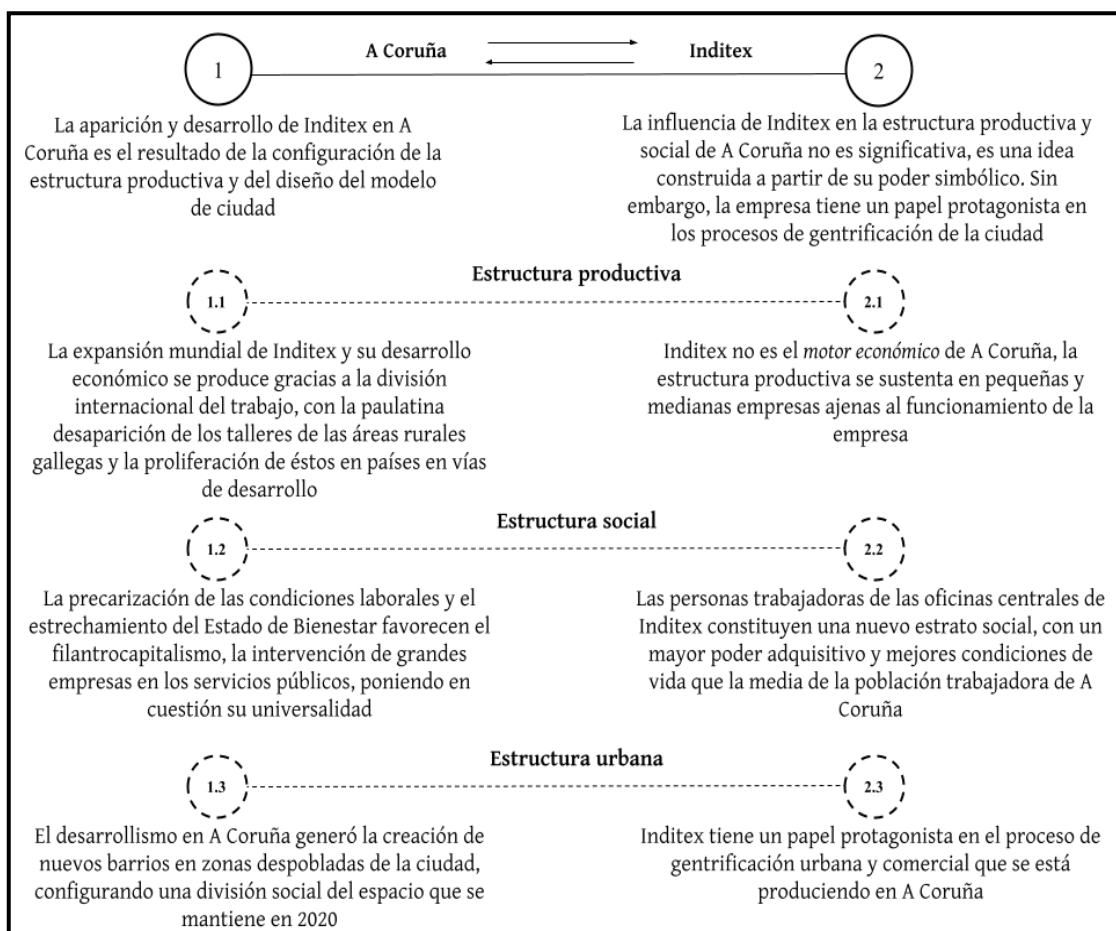 A Coruña
Inditex
1
2
La aparición y desarrollo de Inditex en A
Coruña es el resultado de la configuración de la
estructura productiva y del diseño del modelo
de ciudad
La influencia de Inditex en la estructura productiva y
social de A Coruña no es significativa, es una idea
construida a partir de su poder simbólico. Sin
embargo, la empresa tiene un papel protagonista en
los procesos de gentrificación de la ciudad
Estructura productiva
1.1
2.1
La expansión mundial de Inditex y su desarrollo
económico se produce gracias a la división
internacional del trabajo, con la paulatina
desaparición de los talleres de las áreas rurales
gallegas y la proliferación de éstos en países en vías
de desarrollo
Inditex no es el motor económico de A Coruña, la
estructura productiva se sustenta en pequeñas y
medianas empresas ajenas al funcionamiento de la
empresa
Estructura social
1.2
2.2
La precarización de las condiciones laborales y el
estrechamiento del Estado de Bienestar favorecen el
filantrocapitalismo, la intervención de grandes
empresas en los servicios públicos, poniendo en
cuestión su universalidad
Las personas trabajadoras de las oficinas centrales de
Inditex constituyen una nuevo estrato social, con un
mayor poder adquisitivo y mejores condiciones de
vida que la media de la población trabajadora de A
Coruña
Estructura urbana
1.3
2.3
El desarrollismo en A Coruña generó la creación de
nuevos barrios en zonas despobladas de la ciudad,
configurando una división social del espacio que se
mantiene en 2020
Inditex tiene un papel protagonista en el proceso de
gentrificación urbana y comercial que se está
produciendo en A Coruña